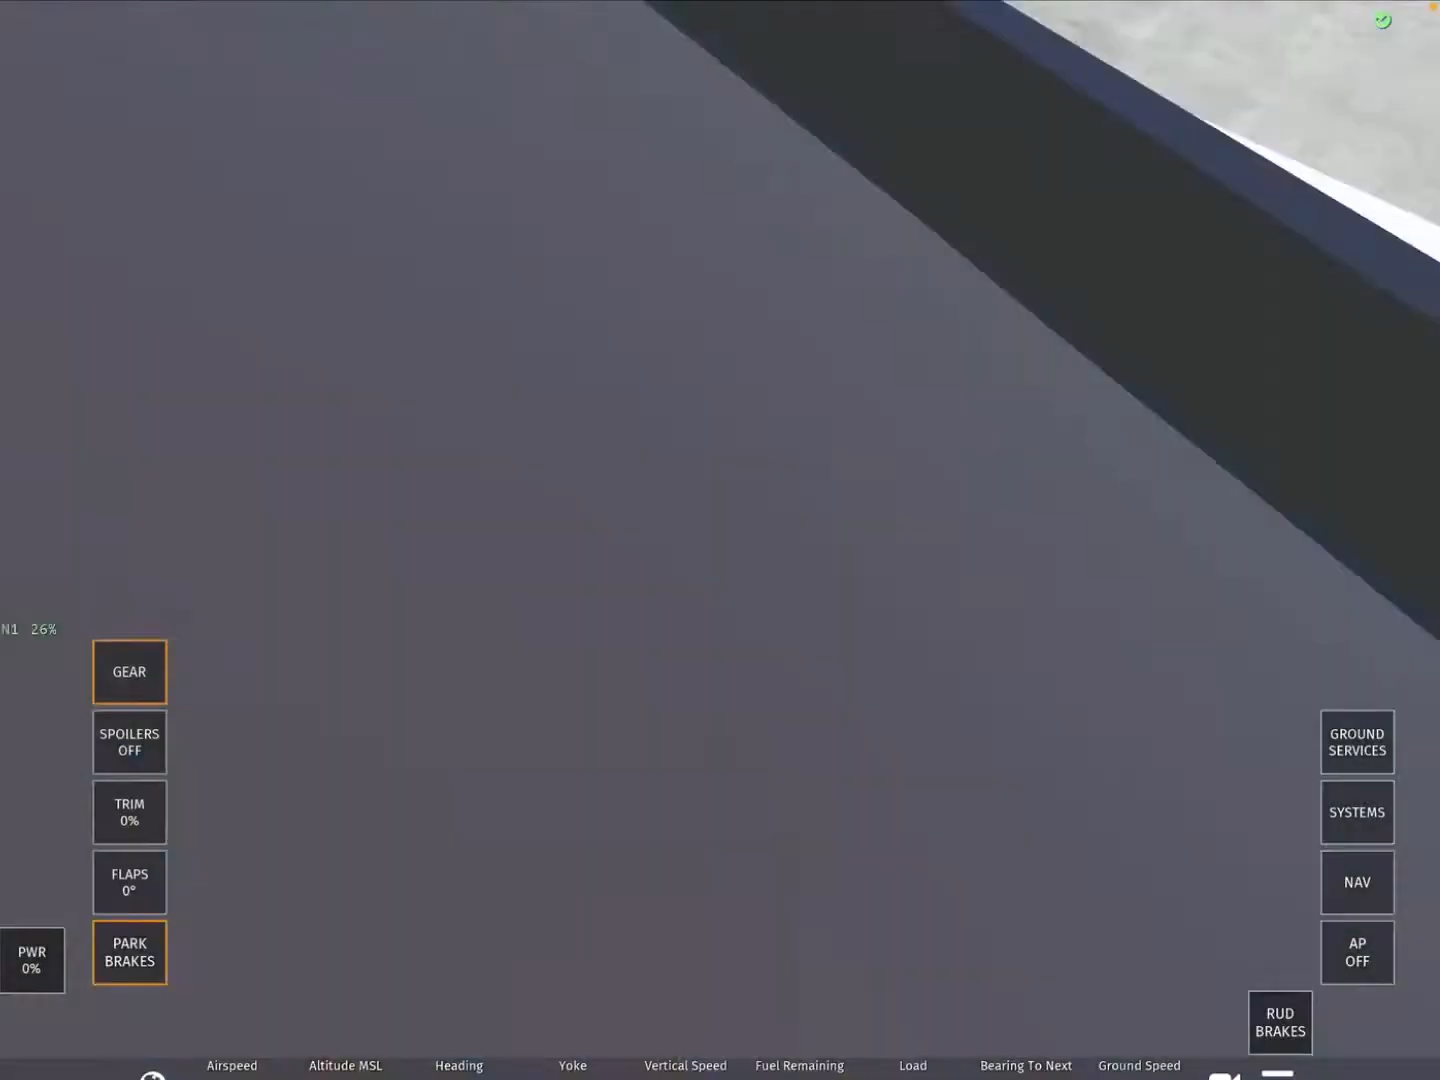 N1 26%
GEAR
SPOILERS
OFF
TRIM
0%
FLAPS
0°
PARK
BRAKES
PWR
0%
GROUND
SERVICES
SYSTEMS
NAV
AP
OFF
RUD
BRAKES
Airspeed Altitude MSL Heading Yoke Vertical Speed Fuel Remaining Load Bearing To Next Ground Speed